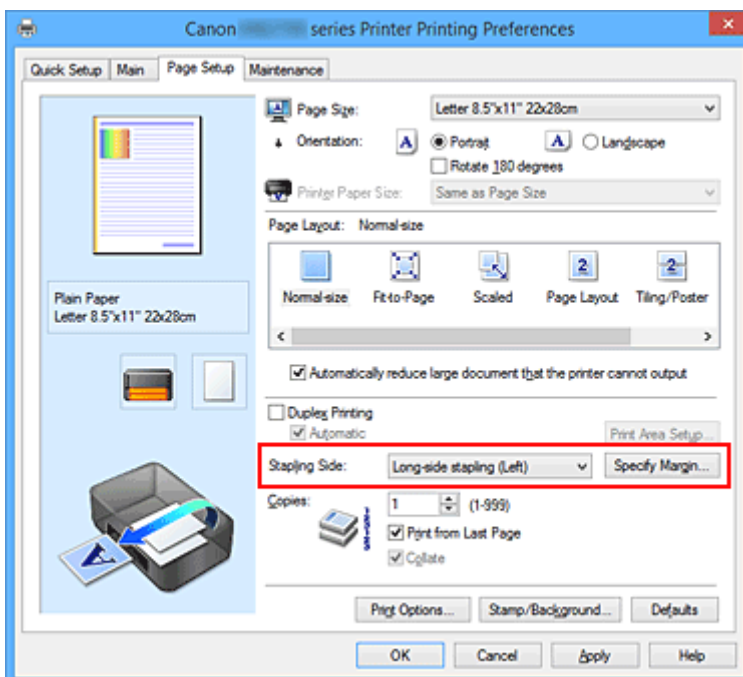 Canon series Printer Printing Preferences
Quick Setup Main Page Setup Maintenance
Page Size: Letter 8.5"x11" 22x28cm
Orientation: A Portrait A Landscape
Rotate 180 degrees
Printer Paper Size: Same as Page Size
Page Layout: Normal-size
2 2
Normal-size Fit-to-Page Scaled Page Layout Tiling/Poster
Plain Paper
Letter 8.5"x11" 22x28cm
Automatically reduce large document that the printer cannot output
Duplex Printing
Automatic Print Area Setup...
Stapling Side: Long-side stapling (Left) Specify Margin...
Copies: 1 (1-999)
Print from Last Page
Collate
A
Print Options... Stamp/Background... Defaults
OK Cancel Apply Help